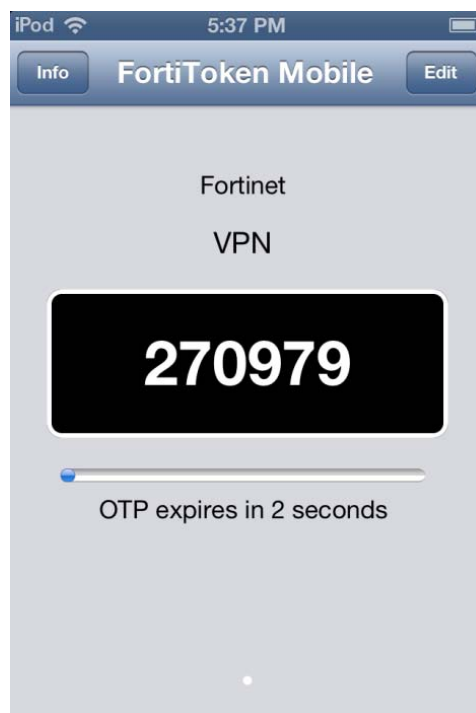 iPod 5:37 PM
Info FortiToken Mobile Edit
Fortinet
VPN
270979
OTP expires in 2 seconds